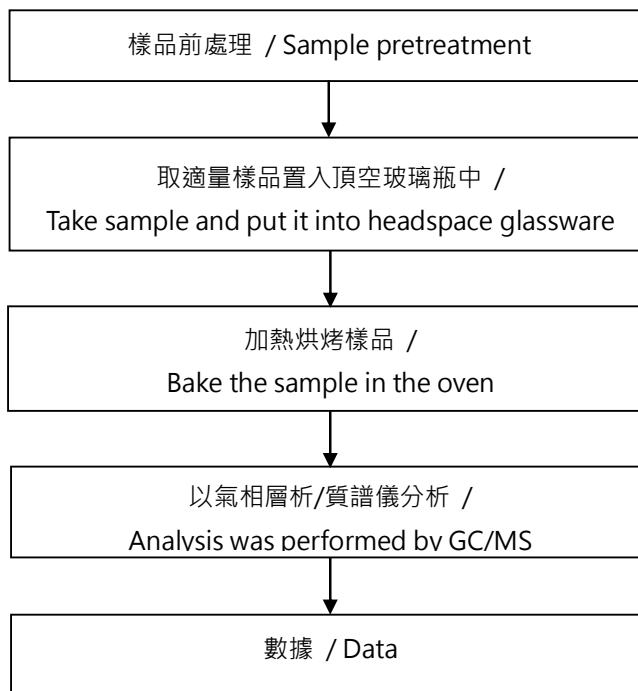 樣品前處理 / Sample pretreatment
取適量樣品置入頂空玻璃瓶中 /
Take sample and put it into headspace glassware
加熱烘烤樣品 /
Bake the sample in the oven
以氣相層析/質譜儀分析 /
Analysis was performed by GC/MS
數據 / Data